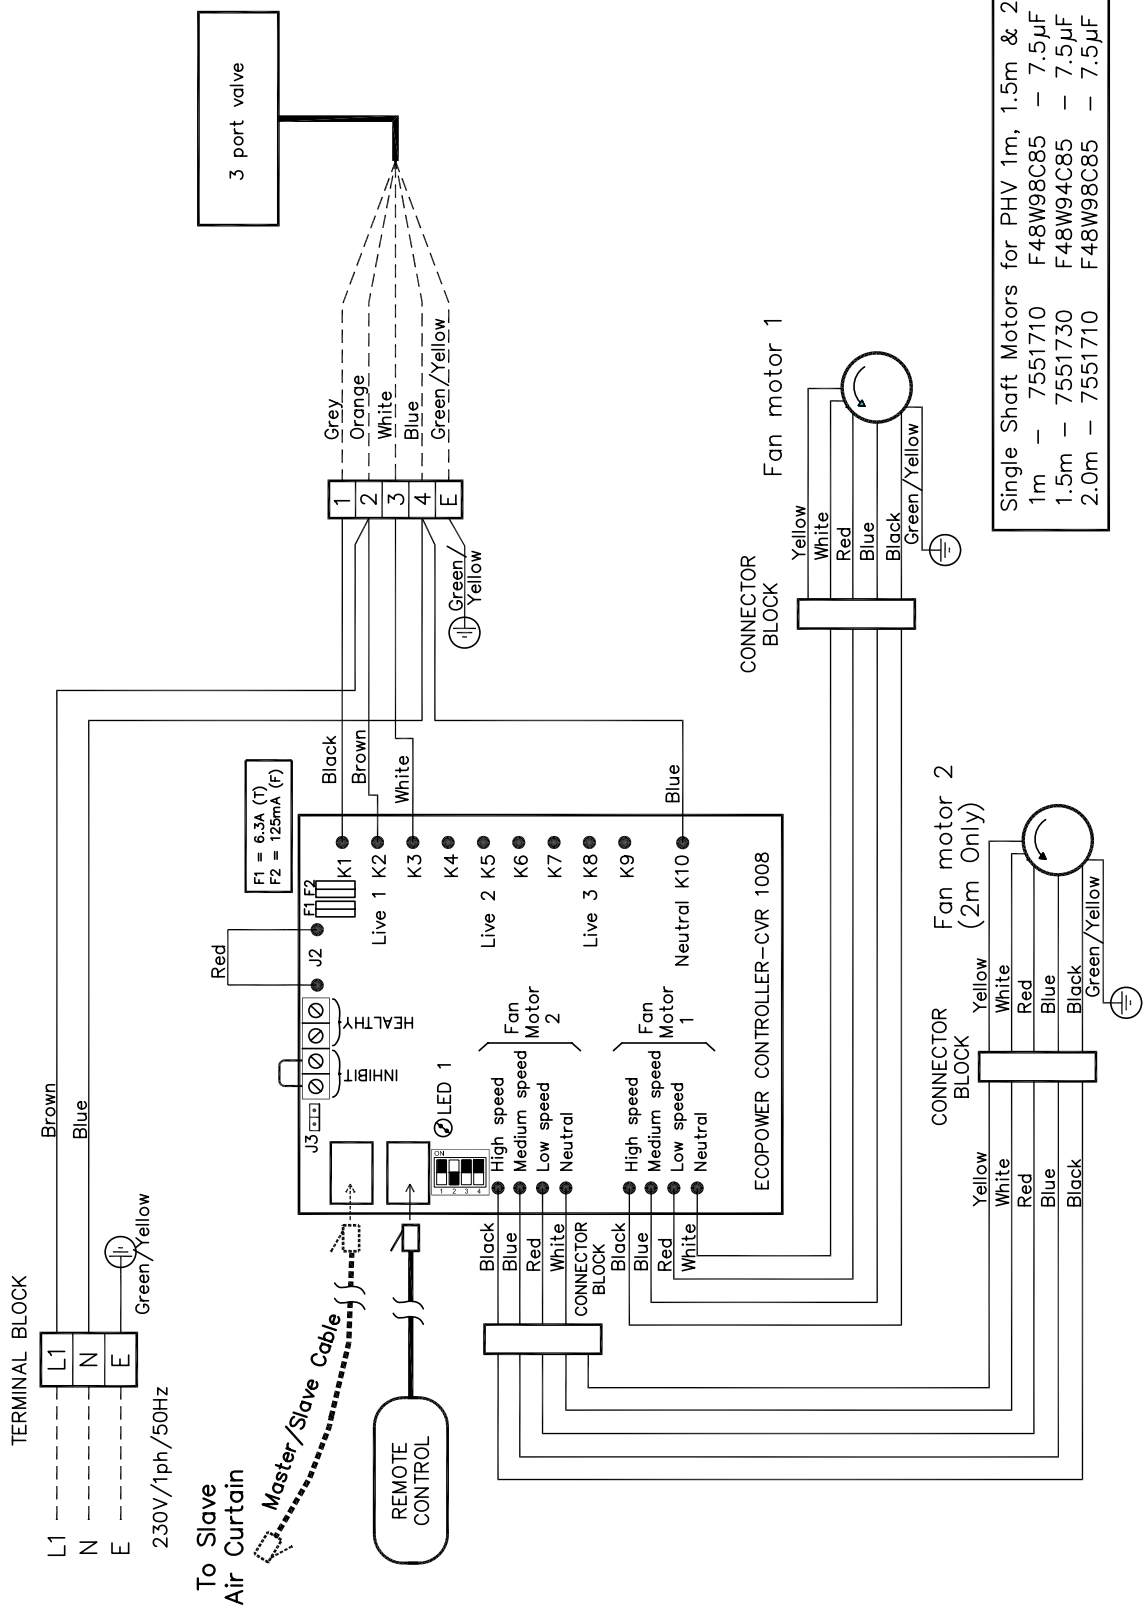 TERMINAL BLOCK
L1
N
E
L1
N
E
230V/1ph/50Hz
Brown
Blue
Green/Yellow
To Slave
Air Curtain
Master/Slave Cable
REMOTE
CONTROL
3 port valve
Grey
Orange
White
Blue
Green/Yellow
1
2
3
4
E
Green/
Yellow
Black
Brown
White
Blue
F1 = 6.3A (T)
F2 = 125mA (F)
F1 F2
Red
J2
HEALTHY
INHIBIT
J3
LED 1
ON
1 2 3 4
K1
Live 1 K2
K3
K4
Live 2 K5
K6
K7
Live 3 K8
K9
Neutral K10
High speed
Medium speed
Low speed
Neutral
Fan
Motor
2
High speed
Medium speed
Low speed
Neutral
Fan
Motor
1
ECOPOWER CONTROLLER-CVR 1008
Black
Blue
Red
White
CONNECTOR
BLOCK
Black
Blue
Red
White
CONNECTOR
BLOCK
Yellow
White
Red
Blue
Black
Green/Yellow
Fan motor 1
CONNECTOR
BLOCK
Yellow
White
Red
Blue
Black
Yellow
White
Red
Blue
Black
Green/Yellow
Fan motor 2
(2m Only)
Single Shaft Motors for PHV 1m, 1.5m & 2
1m - 7551710 F48W98C85 - 7.5µF
1.5m - 7551730 F48W94C85 - 7.5µF
2.0m - 7551710 F48W98C85 - 7.5µF